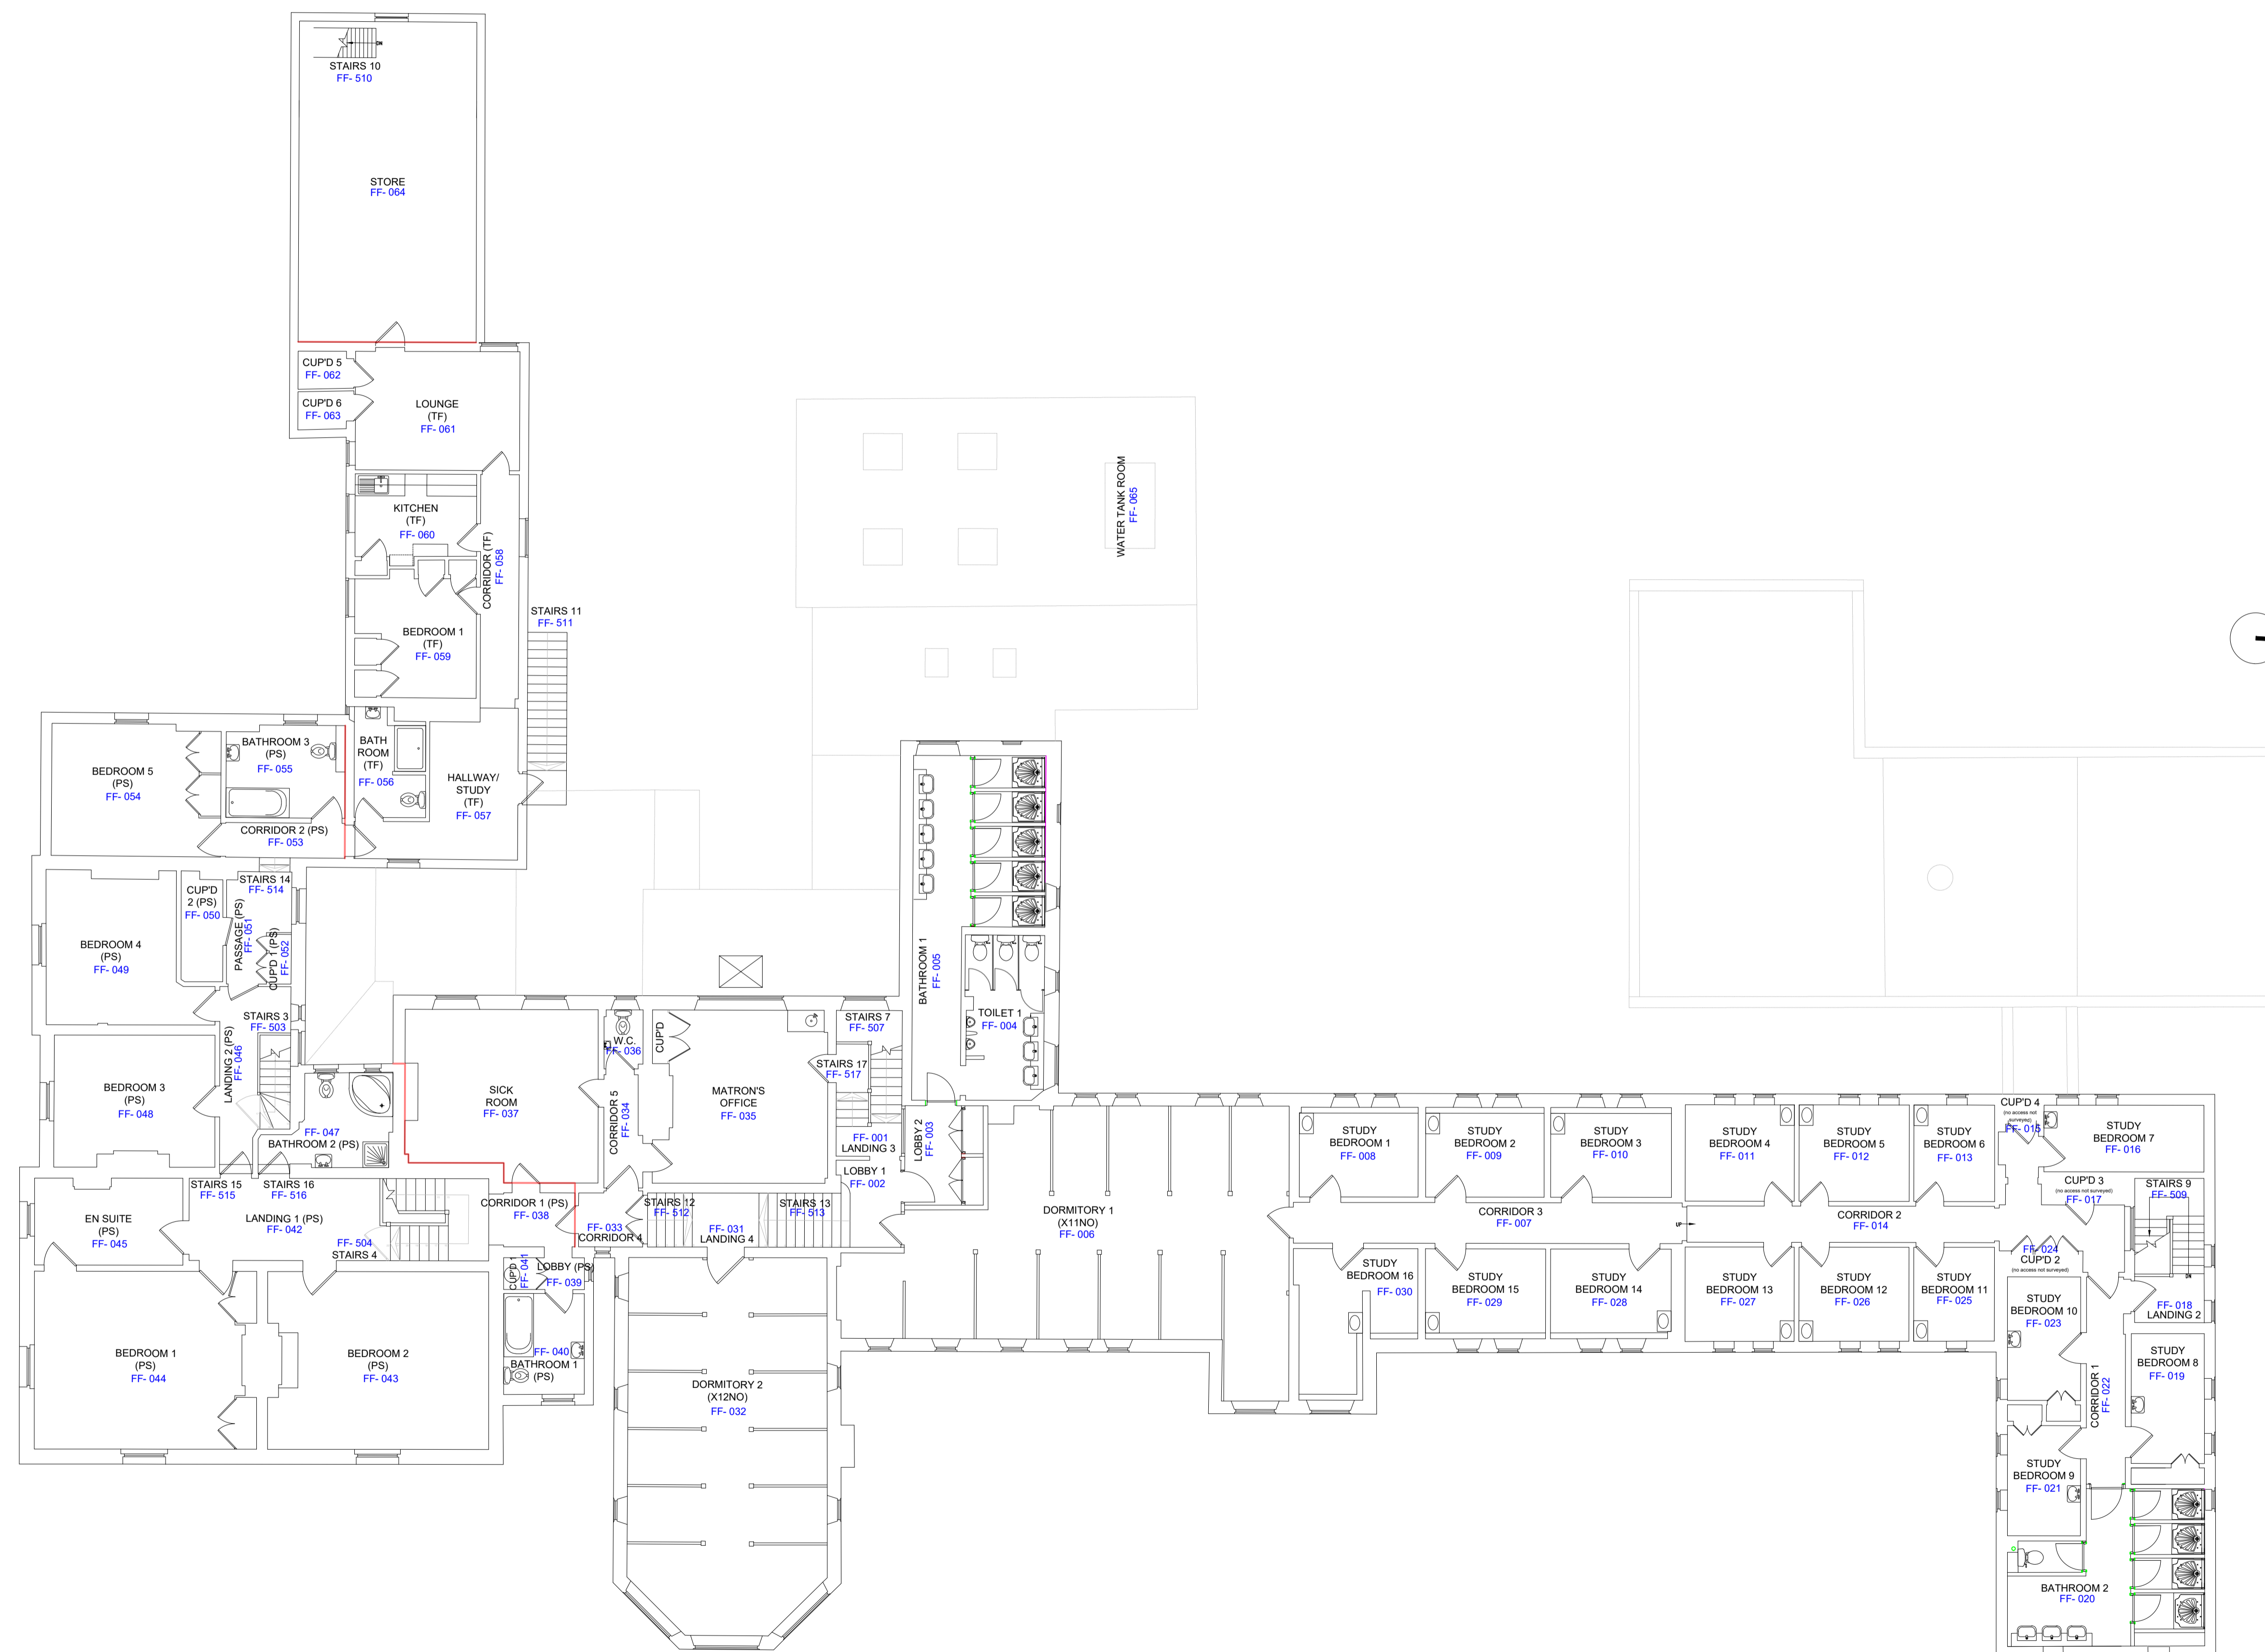 DN
STAIRS 10
FF- 510
STORE
FF- 064
CUP'D 5
FF- 062
CUP'D 6
FF- 063
LOUNGE
(TF)
FF- 061
KITCHEN
(TF)
FF- 060
CORRIDOR (TF)
FF- 058
BEDROOM 1
(TF)
FF- 059
STAIRS 11
FF- 511
WATER TANK ROOM
FF- 065
BEDROOM 5
(PS)
FF- 054
BATHROOM 3
(PS)
FF- 055
BATH
ROOM
(TF)
FF- 056
HALLWAY/
STUDY
(TF)
FF- 057
CORRIDOR 2 (PS)
FF- 053
STAIRS 14
FF- 514
CUP'D
2 (PS)
FF- 050
PASSAGE (PS)
FF- 051
CUP'D 1 (PS)
FF- 052
BEDROOM 4
(PS)
FF- 049
STAIRS 3
FF- 503
LANDING 2 (PS)
FF- 046
BEDROOM 3
(PS)
FF- 048
FF- 047
BATHROOM 2 (PS)
SICK
ROOM
FF- 037
W.C.
FF- 036
CORRIDOR 5
FF- 034
CUP'D
MATRON'S
OFFICE
FF- 035
STAIRS 7
FF- 507
STAIRS 17
FF- 517
FF- 001
LANDING 3
LOBBY 1
FF- 002
LOBBY 2
FF- 003
BATHROOM 1
FF- 005
TOILET 1
FF- 004
STAIRS 15
FF- 515
STAIRS 16
FF- 516
EN SUITE
(PS)
FF- 045
LANDING 1 (PS)
FF- 042
FF- 504
STAIRS 4
CORRIDOR 1 (PS)
FF- 038
FF- 033
CORRIDOR 4
STAIRS 12
FF- 512
FF- 031
LANDING 4
STAIRS 13
FF- 513
CUP'D 1
FF- 041
LOBBY (PS)
FF- 039
FF- 040
BATHROOM 1
(PS)
BEDROOM 1
(PS)
FF- 044
BEDROOM 2
(PS)
FF- 043
DORMITORY 2
(X12NO)
FF- 032
DORMITORY 1
(X11NO)
FF- 006
STUDY
BEDROOM 1
FF- 008
STUDY
BEDROOM 2
FF- 009
STUDY
BEDROOM 3
FF- 010
STUDY
BEDROOM 4
FF- 011
STUDY
BEDROOM 5
FF- 012
STUDY
BEDROOM 6
FF- 013
CUP'D 4
(no access not
surveyed)
FF- 015
STUDY
BEDROOM 7
FF- 016
CUP'D 3
(no access not surveyed)
FF- 017
STAIRS 9
FF- 509
CORRIDOR 3
FF- 007
UP
CORRIDOR 2
FF- 014
FF- 024
CUP'D 2
(no access not surveyed)
DN
FF- 018
LANDING 2
STUDY
BEDROOM 16
FF- 030
STUDY
BEDROOM 15
FF- 029
STUDY
BEDROOM 14
FF- 028
STUDY
BEDROOM 13
FF- 027
STUDY
BEDROOM 12
FF- 026
STUDY
BEDROOM 11
FF- 025
STUDY
BEDROOM 10
FF- 023
CORRIDOR 1
FF- 022
STUDY
BEDROOM 8
FF- 019
STUDY
BEDROOM 9
FF- 021
BATHROOM 2
FF- 020